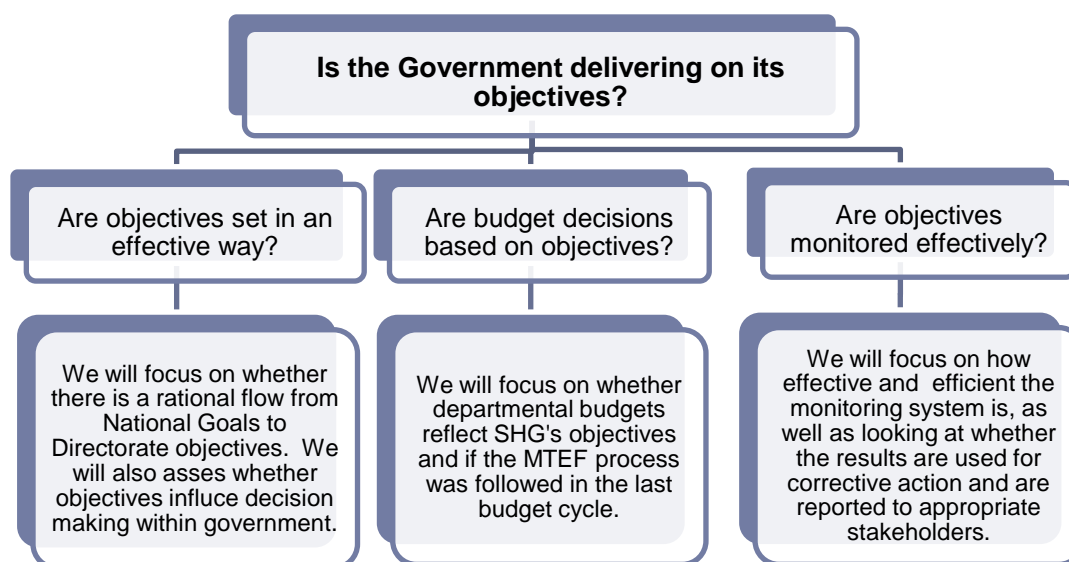 Is the Government delivering on its
objectives?
Are objectives set in an
effective way?
Are budget decisions
based on objectives?
Are objectives
monitored effectively?
We will focus on whether
there is a rational flow from
National Goals to
Directorate objectives.  We
will also asses whether
objectives influce decision
making within government.
We will focus on whether
departmental budgets
reflect SHG's objectives
and if the MTEF process
was followed in the last
budget cycle.
We will focus on how
effective and  efficient the
monitoring system is, as
well as looking at whether
the results are used for
corrective action and are
reported to appropriate
stakeholders.